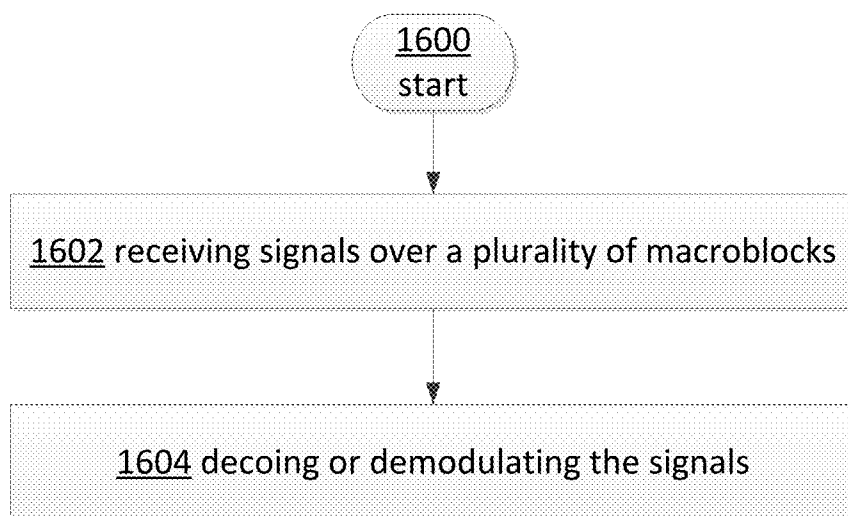 1600
start
1602 receiving signals over a plurality of macroblocks
1604 decoing or demodulating the signals